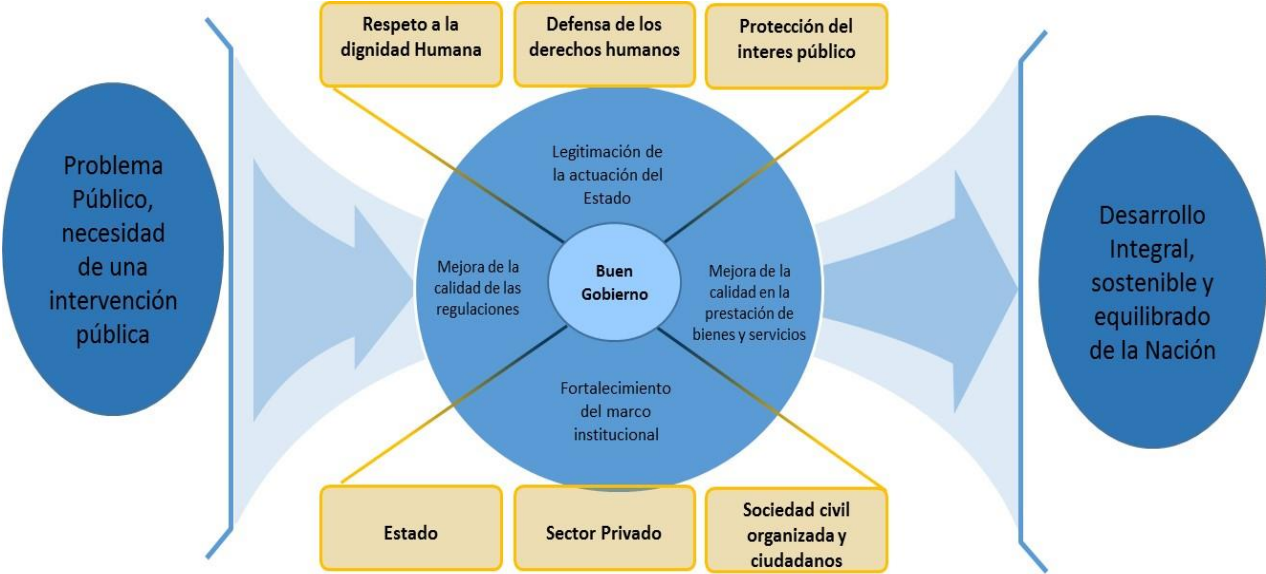 Respeto a la
dignidad Humana
Defensa de los
derechos humanos
Protección del
interes público
Problema
Público,
necesidad
de una
intervención
pública
Legitimación de
la actuación del
Estado
Mejora de la
calidad de las
regulaciones
Buen
Gobierno
Mejora de la
calidad en la
prestación de
bienes y servicios
Fortalecimiento
del marco
institucional
Desarrollo
Integral,
sostenible y
equilibrado
de la Nación
Estado
Sector Privado
Sociedad civil
organizada y
ciudadanos